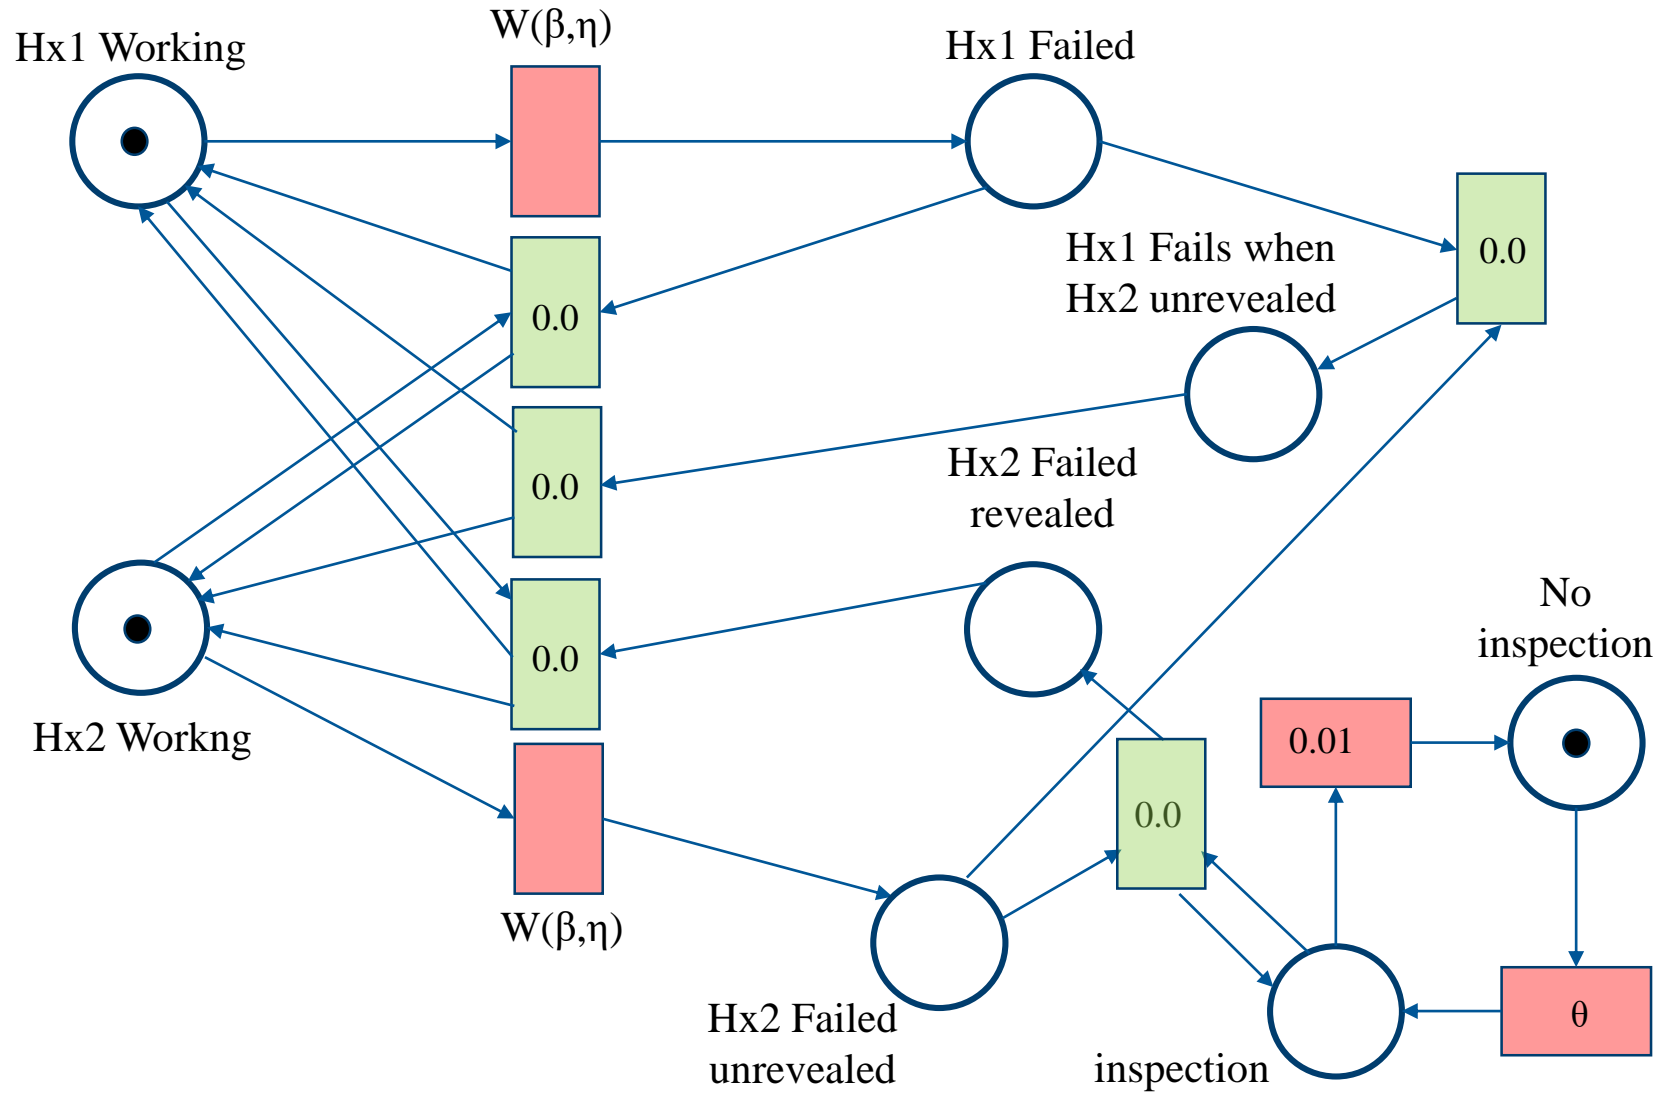 W(β,η)
Hx1 Working
Hx1 Failed
Hx1 Fails when
Hx2 unrevealed
0.0
0.0
Hx2 Failed
revealed
0.0
No
inspection
0.0
Hx2 Workng
0.01
0.0
W(β,η)
Hx2 Failed
unrevealed
inspection
θ